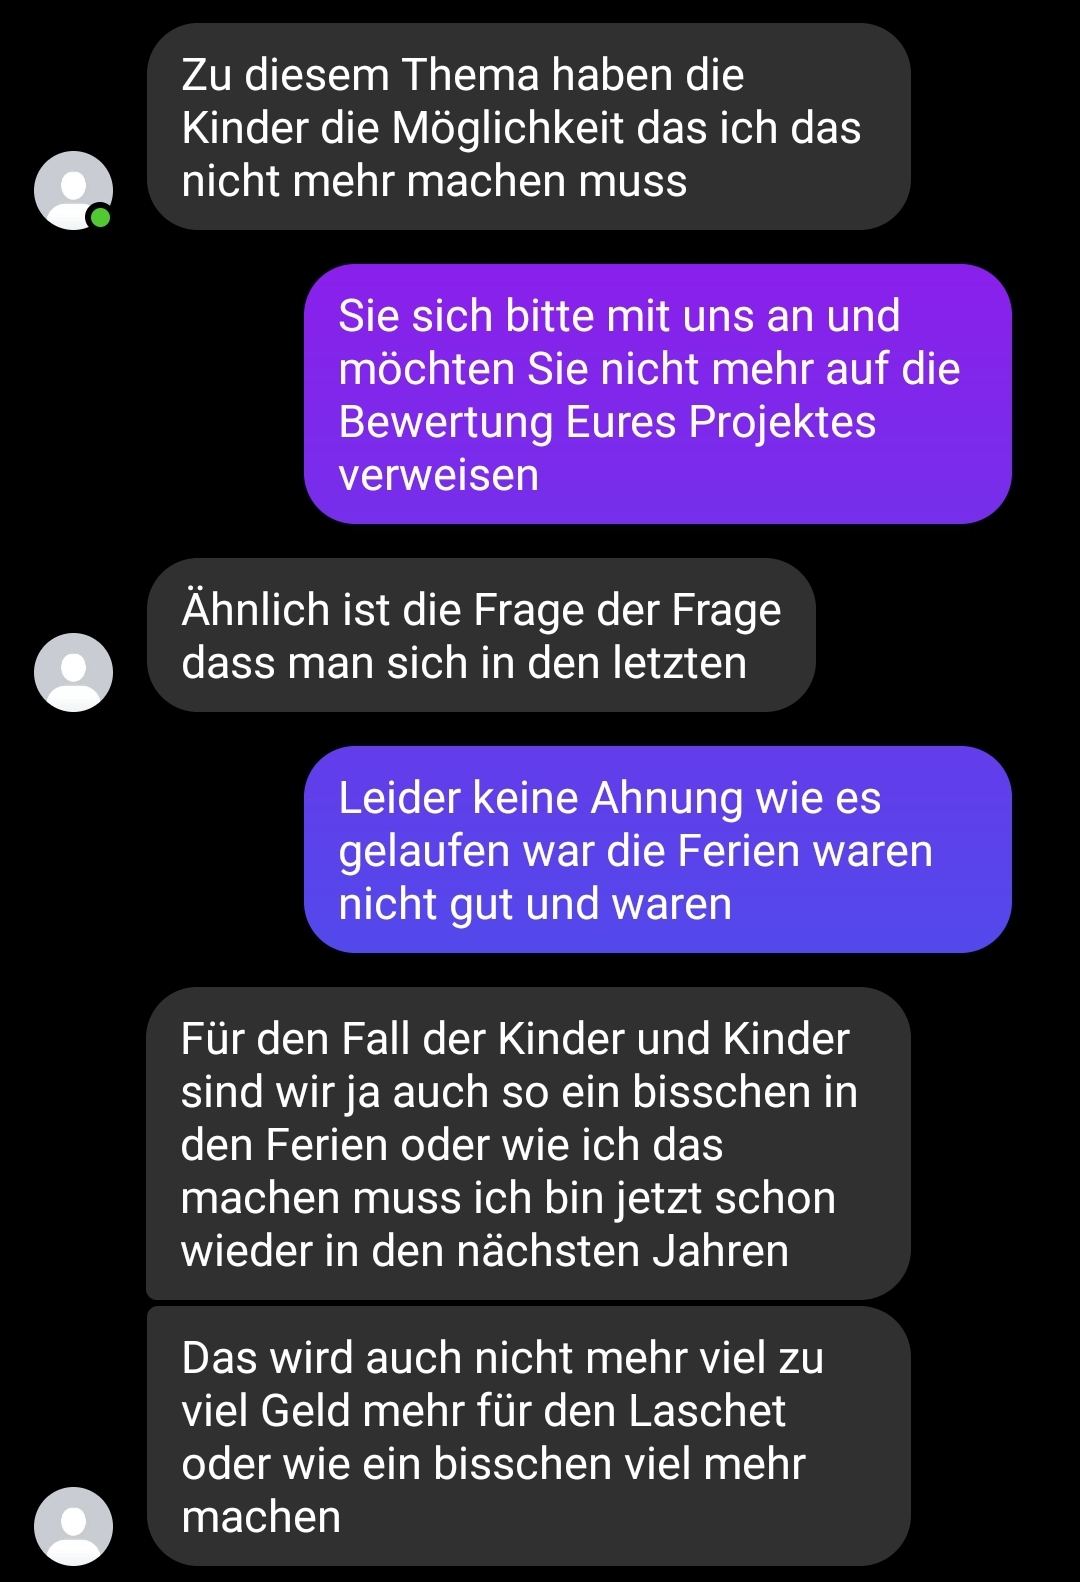 Zu diesem Thema haben die
Kinder die Möglichkeit das ich das
nicht mehr machen muss
Sie sich bitte mit uns an und
möchten Sie nicht mehr auf die
Bewertung Eures Projektes
verweisen
Ähnlich ist die Frage der Frage
dass man sich in den letzten
Leider keine Ahnung wie es
gelaufen war die Ferien waren
nicht gut und waren
Für den Fall der Kinder und Kinder
sind wir ja auch so ein bisschen in
den Ferien oder wie ich das
machen muss ich bin jetzt schon
wieder in den nächsten Jahren
Das wird auch nicht mehr viel zu
viel Geld mehr für den Laschet
oder wie ein bisschen viel mehr
machen